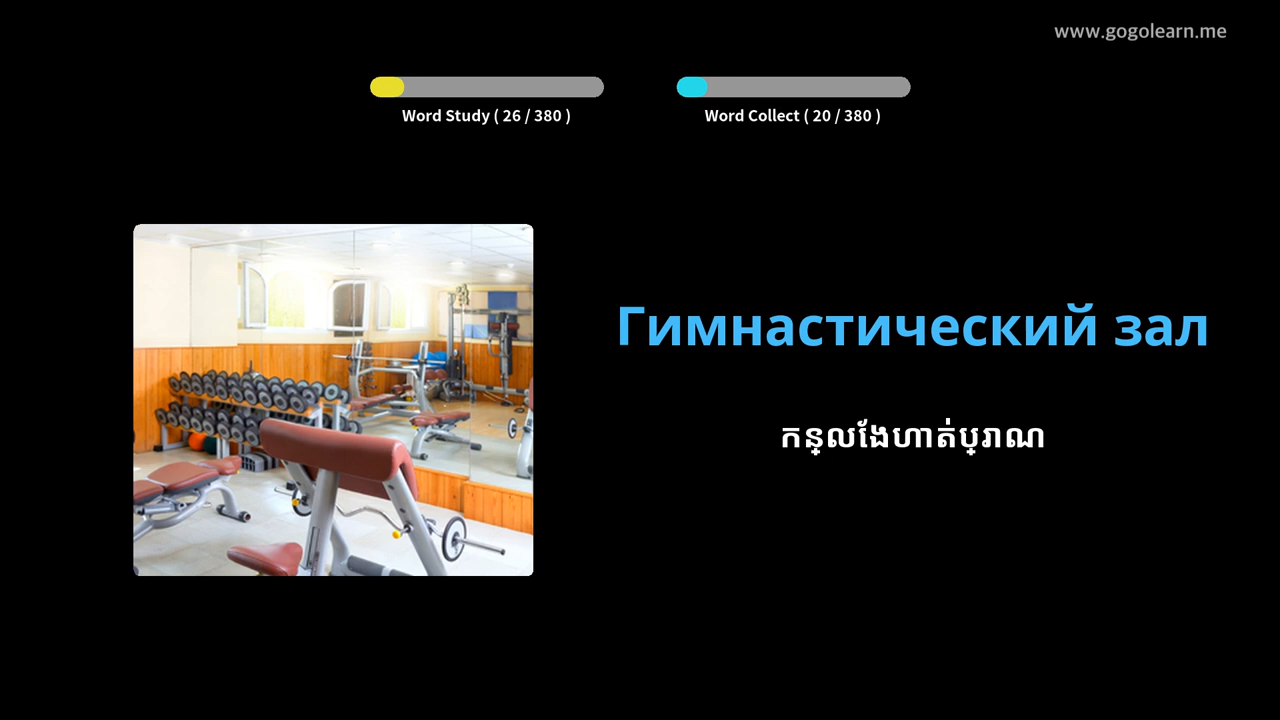 www.gogolearn.me
Word Study ( 26 / 380 )
Word Collect ( 20 / 380 )
Гимнастический зал
កន្លងែហាត់ប្រាណ